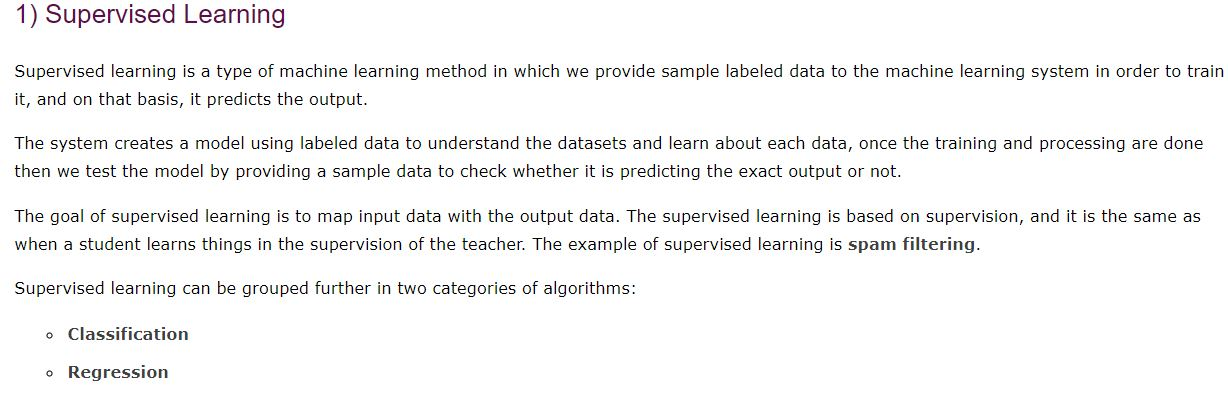 1) Supervised Learning
Supervised learning is a type of machine learning method in which we provide sample labeled data to the machine learning system in order to train
it, and on that basis, it predicts the output.
The system creates a model using labeled data to understand the datasets and learn about each data, once the training and processing are done
then we test the model by providing a sample data to check whether it is predicting the exact output or not.
The goal of supervised learning is to map input data with the output data. The supervised learning is based on supervision, and it is the same as
when a student learns things in the supervision of the teacher. The example of supervised learning is spam filtering.
Supervised learning can be grouped further in two categories of algorithms:
Classification
Regression